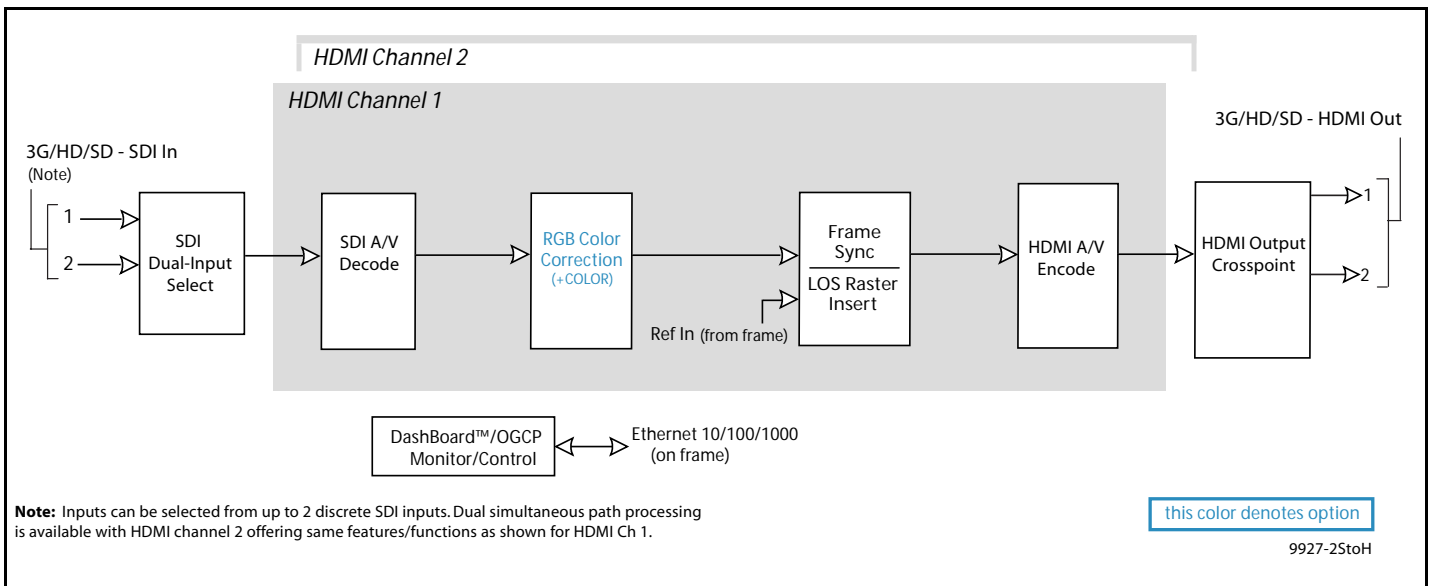 HDMI Channel 2
HDMI Channel 1
3G/HD/SD - HDMI Out
3G/HD/SD - SDI In
(Note)
1
2
SDI
Dual-Input
Select
SDI A/V
Decode
RGB Color
Correction
(+COLOR)
Frame
Sync
LOS Raster
Insert
Ref In (from frame)
HDMI A/V
Encode
HDMI Output
Crosspoint
1
2
DashBoard™/OGCP
Monitor/Control
Ethernet 10/100/1000
(on frame)
Note: Inputs can be selected from up to 2 discrete SDI inputs. Dual simultaneous path processing
is available with HDMI channel 2 offering same features/functions as shown for HDMI Ch 1.
this color denotes option
9927-2StoH